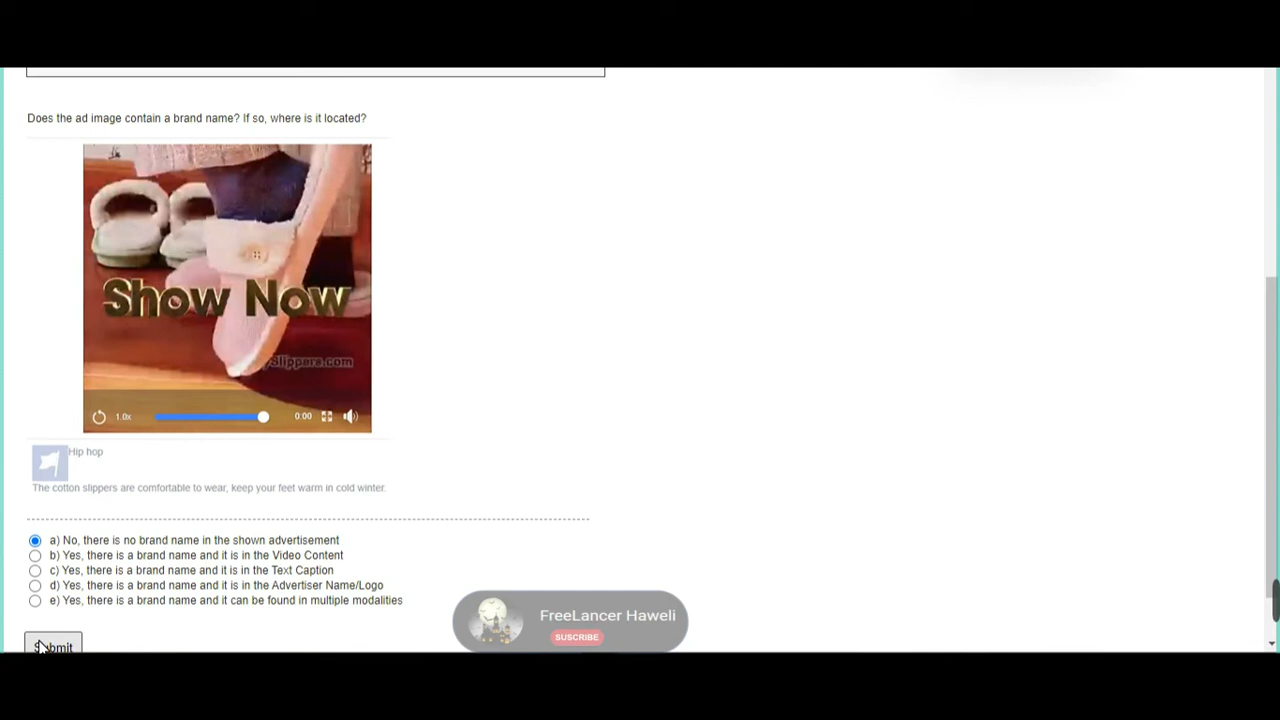 Does the ad image contain a brand name? If so, where is it located?
Show Now
Slippers.com
1.0x
0:00
Hip hop
The cotton slippers are comfortable to wear, keep your feet warm in cold winter.
a) No, there is no brand name in the shown advertisement
b) Yes, there is a brand name and it is in the Video Content
c) Yes, there is a brand name and it is in the Text Caption
d) Yes, there is a brand name and it is in the Advertiser Name/Logo
e) Yes, there is a brand name and it can be found in multiple modalities
FreeLancer Haweli
SUBSCRIBE
Submit